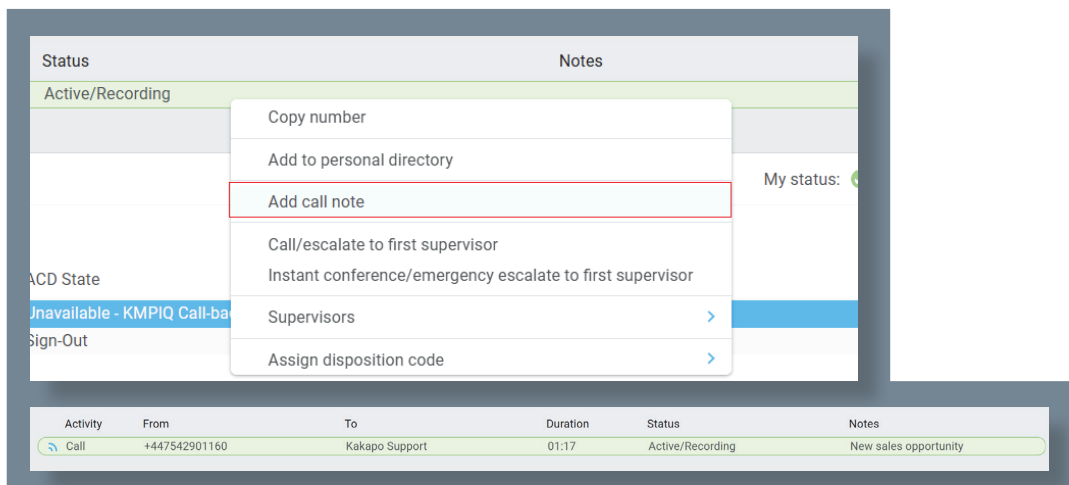 Status Notes
Active/Recording
Copy number
Add to personal directory
My status:
Add call note
Call/escalate to first supervisor
ACD State
Instant conference/emergency escalate to first supervisor
Unavailable - KMPIQ Call-ba
Supervisors
Sign-Out
Assign disposition code
Activity From To Duration Status Notes
Call +447542901160 Kakapo Support 01:17 Active/Recording New sales opportunity